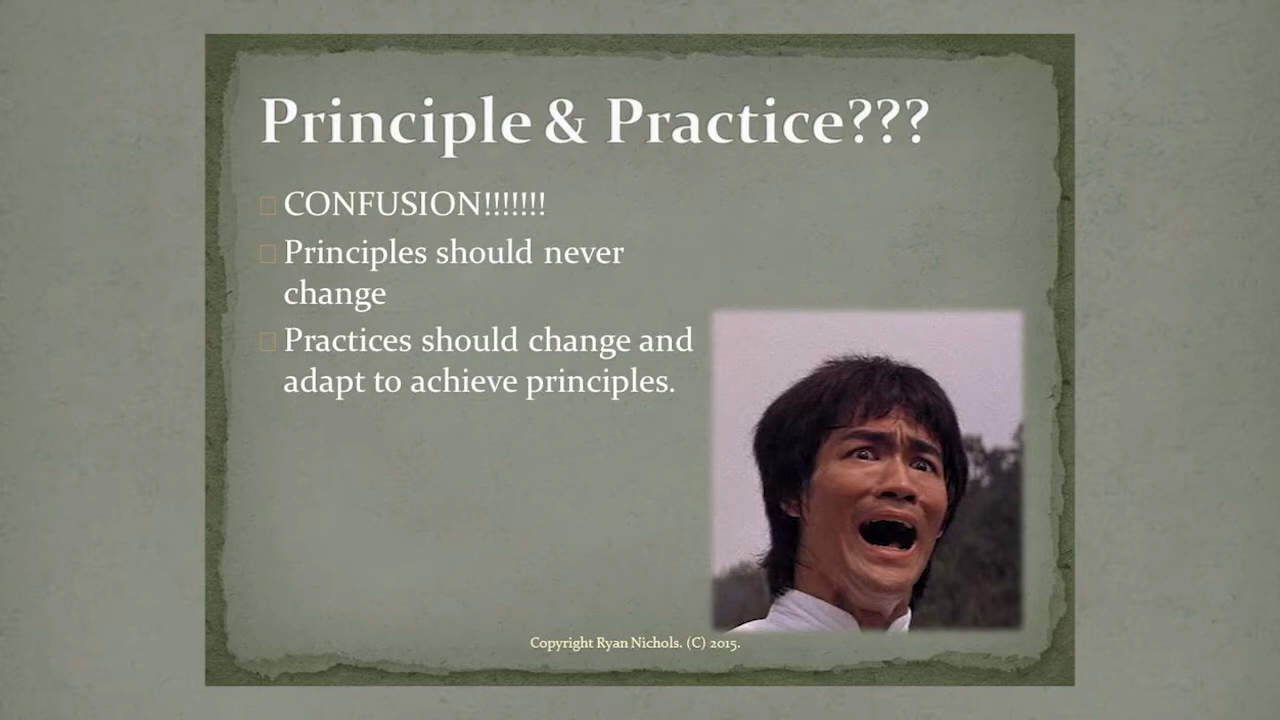 Principle & Practice???
CONFUSION!!!!!!!
Principles should never
change
Practices should change and
adapt to achieve principles.
Copyright Ryan Nichols. (C) 2015.